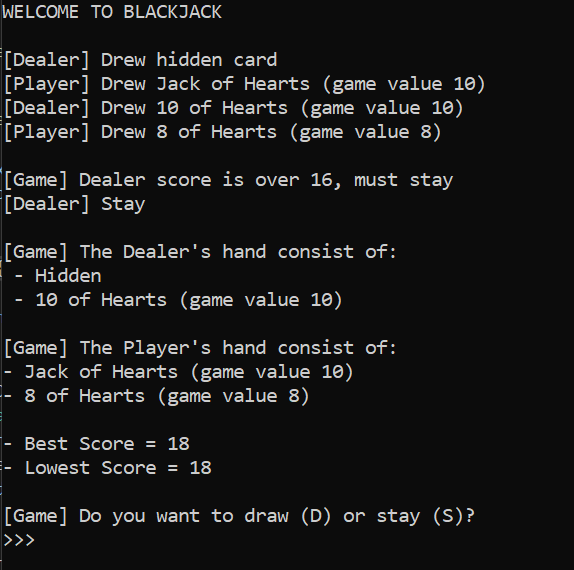 WELCOME TO BLACKJACK
[Dealer] Drew hidden card
[Player] Drew Jack of Hearts (game value 10)
[Dealer] Drew 10 of Hearts (game value 10)
[Player] Drew 8 of Hearts (game value 8)
[Game] Dealer score is over 16, must stay
[Dealer] Stay
[Game] The Dealer's hand consist of:
- Hidden
- 10 of Hearts (game value 10)
[Game] The Player's hand consist of:
- Jack of Hearts (game value 10)
- 8 of Hearts (game value 8)
- Best Score = 18
- Lowest Score = 18
[Game] Do you want to draw (D) or stay (S)?
>>>